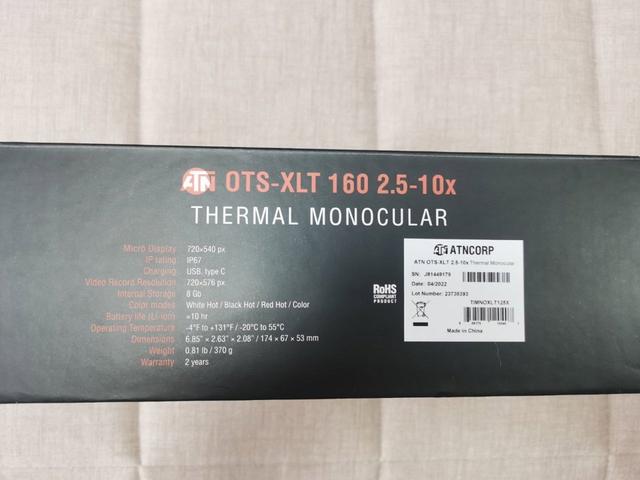 ATN OTS-XLT 160 2.5-10x
THERMAL MONOCULAR
Micro Display 720×540 px
IP rating IP67
Charging USB, type C
Video Record Resolution 720×576 px
Internal Storage 8 Gb
Color modes White Hot / Black Hot / Red Hot / Color
Battery life (Li-ion) ≈10 hr
Operating Temperature -4°F to +131°F / -20°C to 55°C
Dimensions 6.85" × 2.63" × 2.08" / 174 × 67 × 53 mm
Weight 0.81 lb / 370 g
Warranty 2 years
RoHS
COMPLIANT
PRODUCT
ATN ATNCORP
ATN OTS-XLT 2.5-10x Thermal Monocular
SN: J81449179
Date: 04/2022
Lot Number: 23735393
TIMNOXLT125X
Made in China